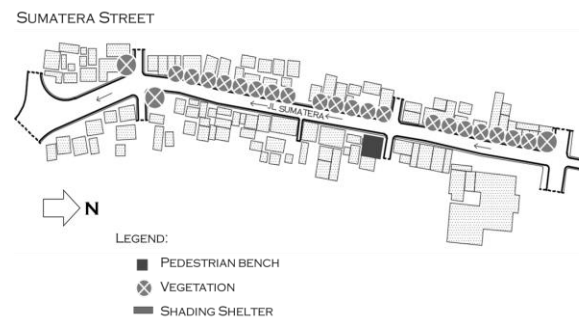 SUMATERA STREET
JL SUMATERA
N
LEGEND:
PEDESTRIAN BENCH
VEGETATION
SHADING SHELTER